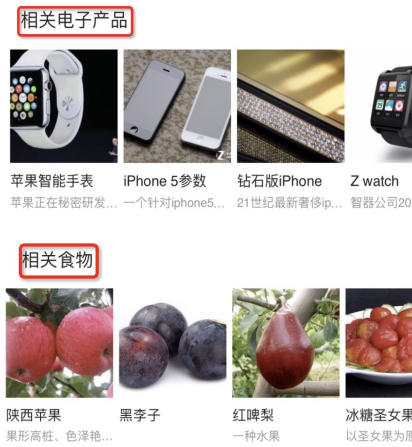 相关电子产品
苹果智能手表
iPhone 5参数
钻石版iPhone
Z watch
苹果正在秘密研发...
一个针对iphone5...
21世纪最新奢侈ip...
智器公司20
相关食物
陕西苹果
黑李子
红啤梨
冰糖圣女果
果形高桩、色泽艳...
一种水果
以圣女果为原